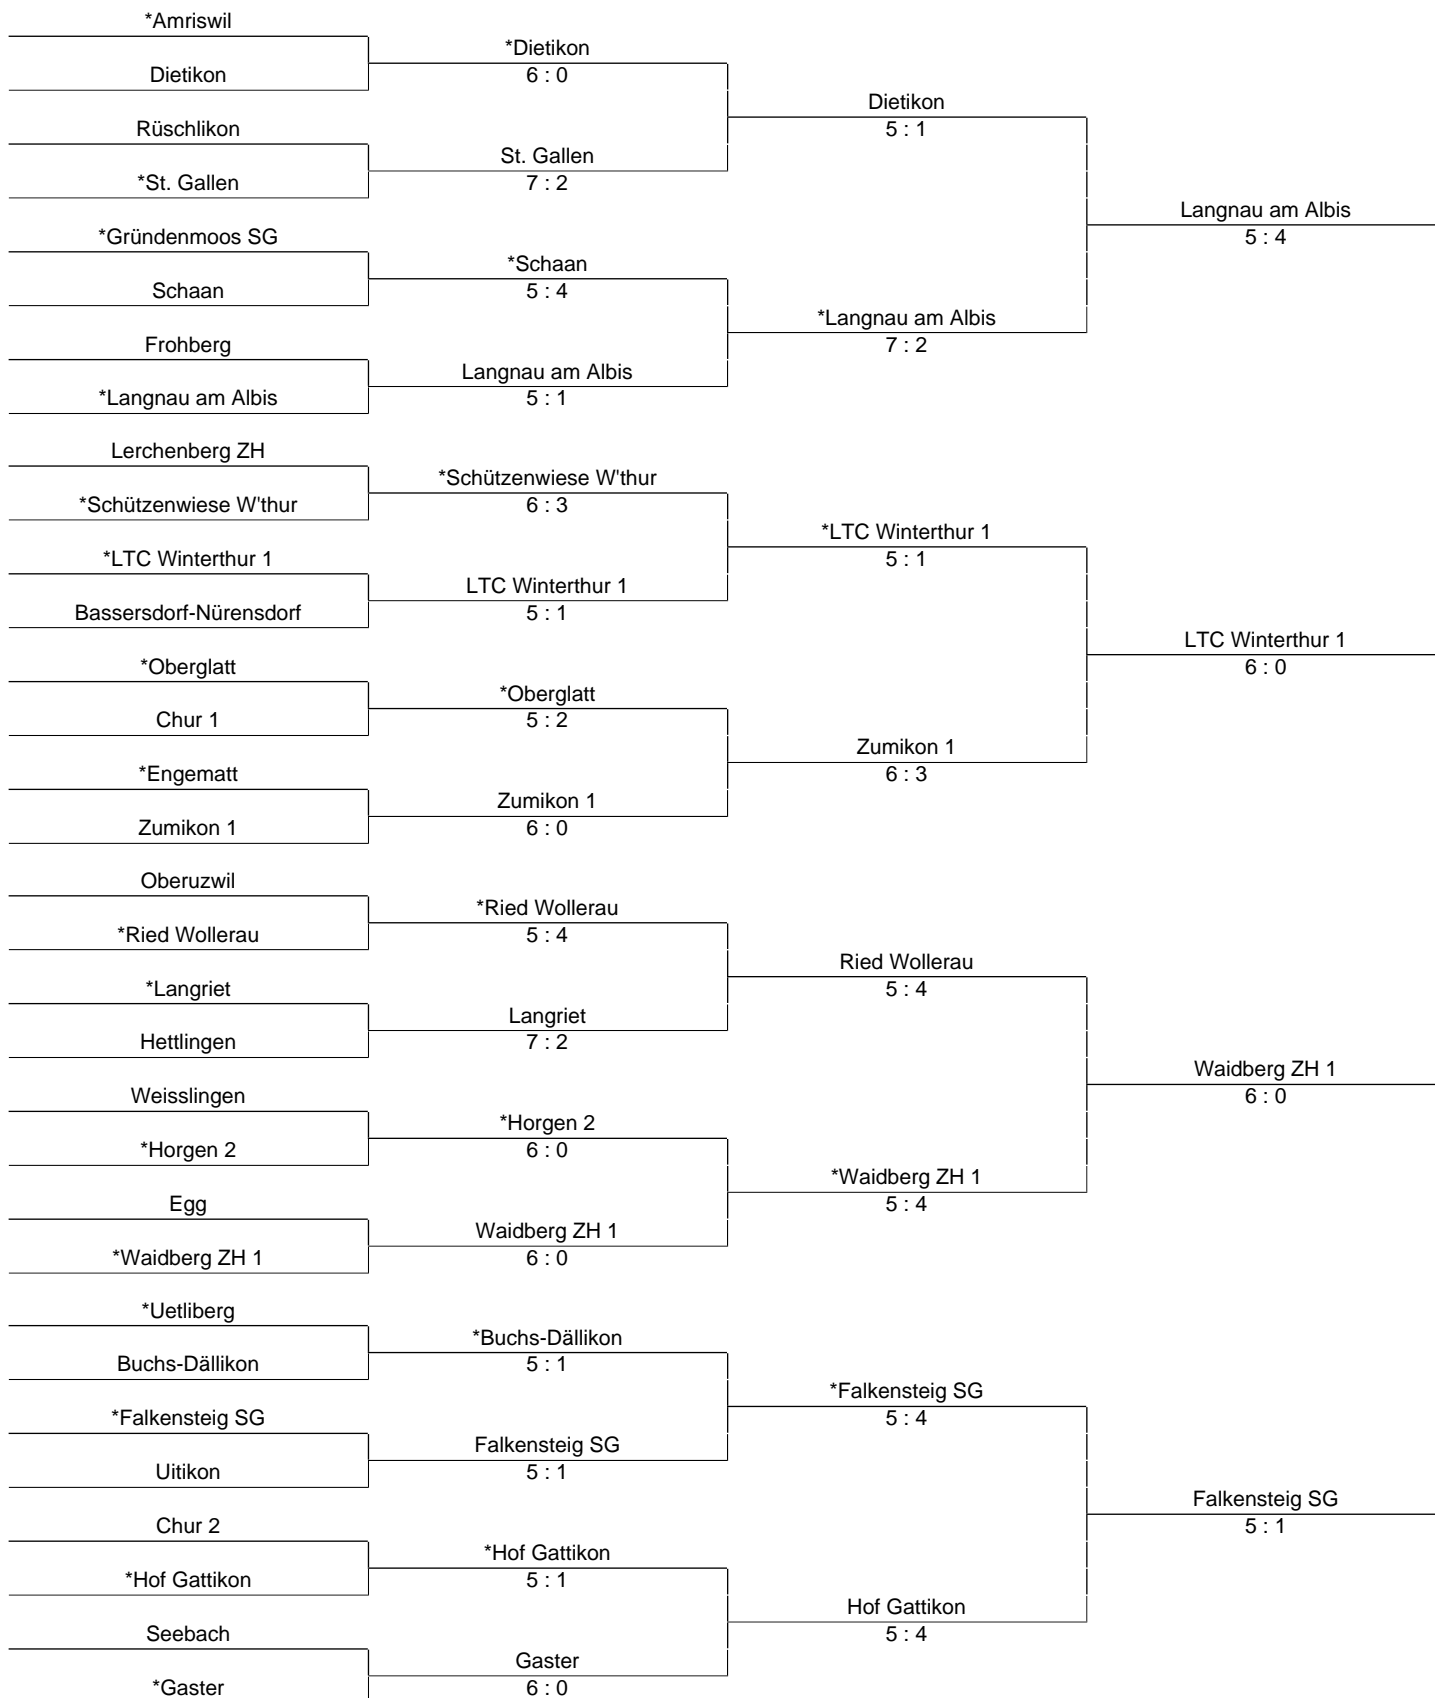 *Amriswil
*Dietikon
Dietikon
6 : 0
Dietikon
Rüschlikon
5 : 1
St. Gallen
*St. Gallen
7 : 2
Langnau am Albis
*Gründenmoos SG
5 : 4
*Schaan
Schaan
5 : 4
*Langnau am Albis
Frohberg
7 : 2
Langnau am Albis
*Langnau am Albis
5 : 1
Lerchenberg ZH
*Schützenwiese W'thur
*Schützenwiese W'thur
6 : 3
*LTC Winterthur 1
*LTC Winterthur 1
5 : 1
LTC Winterthur 1
Bassersdorf-Nürensdorf
5 : 1
LTC Winterthur 1
*Oberglatt
6 : 0
*Oberglatt
Chur 1
5 : 2
Zumikon 1
*Engematt
6 : 3
Zumikon 1
Zumikon 1
6 : 0
Oberuzwil
*Ried Wollerau
*Ried Wollerau
5 : 4
Ried Wollerau
*Langriet
5 : 4
Langriet
Hettlingen
7 : 2
Waidberg ZH 1
Weisslingen
6 : 0
*Horgen 2
*Horgen 2
6 : 0
*Waidberg ZH 1
Egg
5 : 4
Waidberg ZH 1
*Waidberg ZH 1
6 : 0
*Uetliberg
*Buchs-Dällikon
Buchs-Dällikon
5 : 1
*Falkensteig SG
*Falkensteig SG
5 : 4
Falkensteig SG
Uitikon
5 : 1
Falkensteig SG
Chur 2
5 : 1
*Hof Gattikon
*Hof Gattikon
5 : 1
Hof Gattikon
Seebach
5 : 4
Gaster
*Gaster
6 : 0